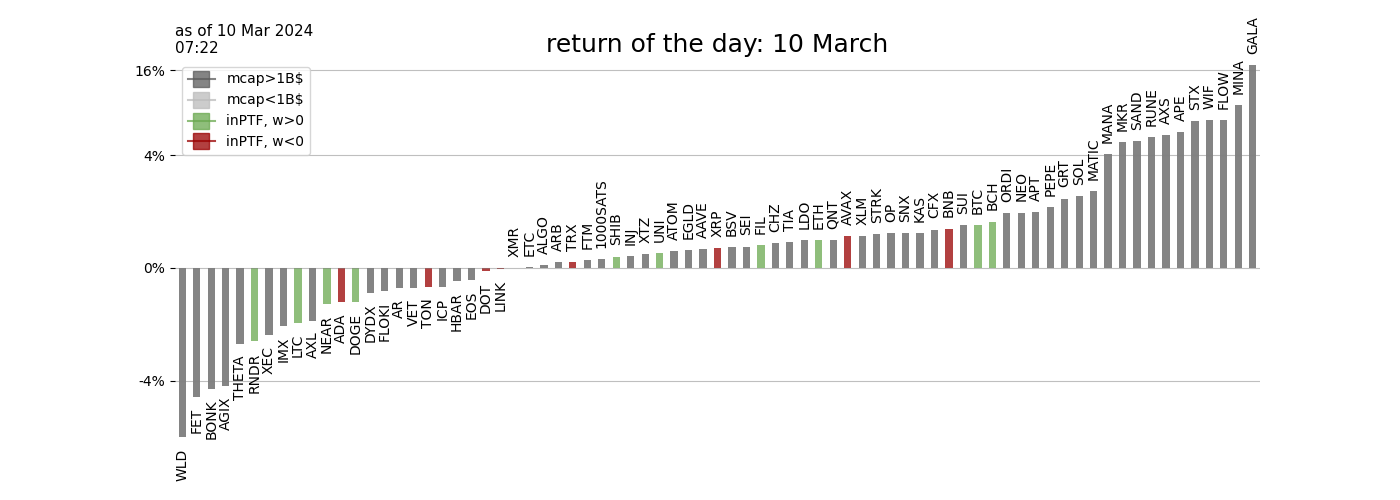 as of 10 Mar 2024
07:22
return of the day: 10 March
mcap>1B$
mcap<1B$
inPTF, w>0
inPTF, w<0
16%
4%
0%
-4%
WLD
FET
BONK
AGIX
THETA
RNDR
XEC
IMX
LTC
AXL
NEAR
ADA
DOGE
DYDX
FLOKI
AR
VET
TON
ICP
HBAR
EOS
DOT
LINK
XMR
ETC
ALGO
ARB
TRX
FTM
1000SATS
SHIB
INJ
XTZ
UNI
ATOM
EGLD
AAVE
XRP
BSV
SEI
FIL
CHZ
TIA
LDO
ETH
QNT
AVAX
XLM
STRK
OP
SNX
KAS
CFX
BNB
SUI
BTC
BCH
ORDI
NEO
APT
PEPE
GRT
SOL
MATIC
MANA
MKR
SAND
RUNE
AXS
APE
STX
WIF
FLOW
MINA
GALA